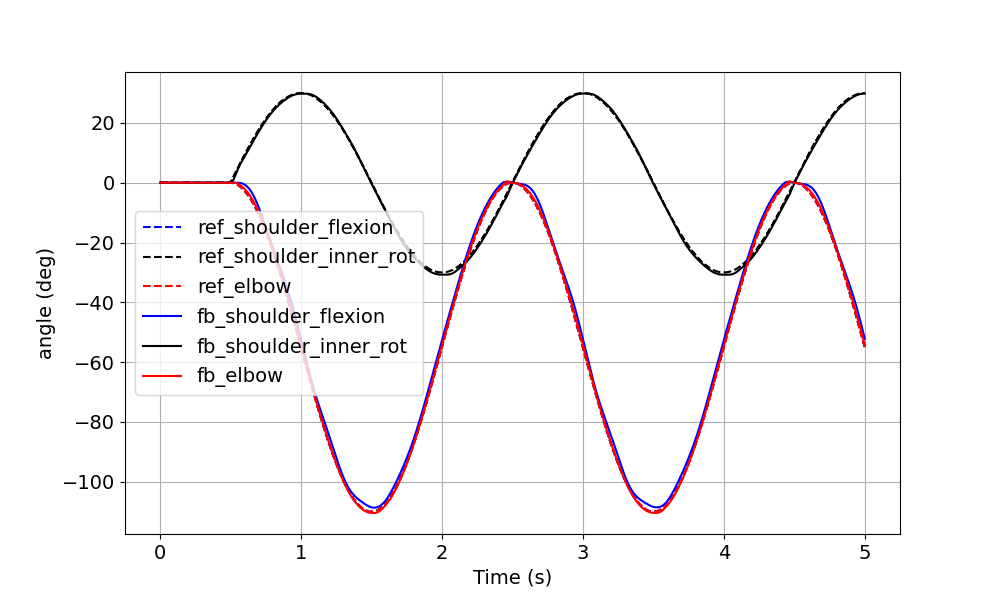 20
0
−20
−40
−60
−80
−100
angle (deg)
ref_shoulder_flexion
ref_shoulder_inner_rot
ref_elbow
fb_shoulder_flexion
fb_shoulder_inner_rot
fb_elbow
0 1 2 3 4 5
Time (s)